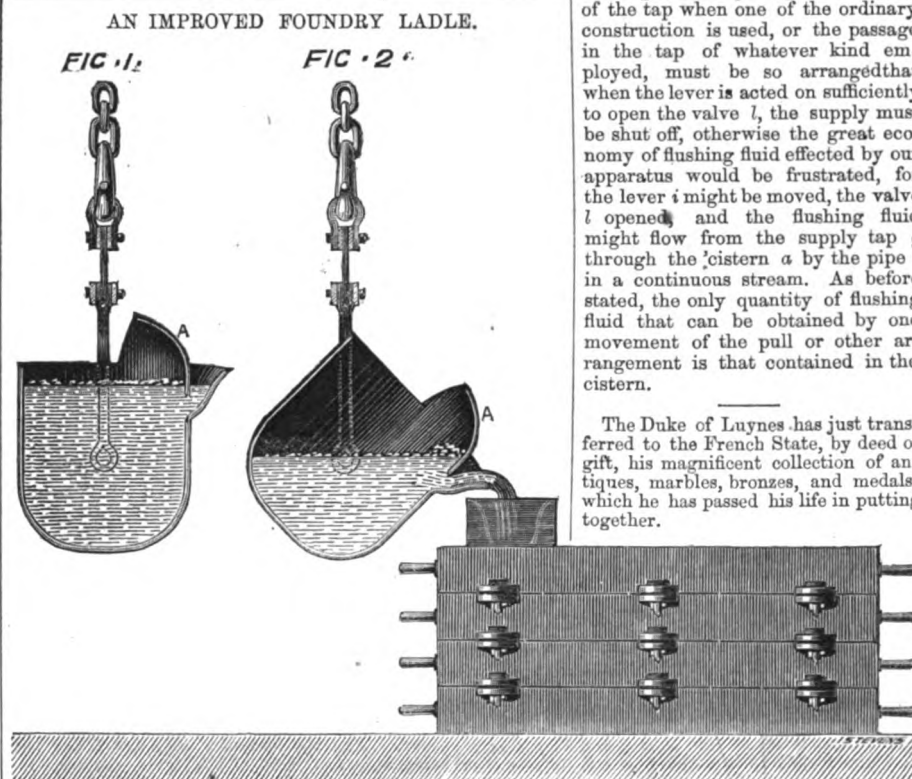 AN IMPROVED FOUNDRY LADLE.
FIC · 1.
FIC · 2
A
A
of the tap when one of the ordinary
construction is used, or the passage
in the tap of whatever kind em
ployed, must be so arrangedthat
when the lever is acted on sufficiently
to open the valve l, the supply must
be shut off, otherwise the great eco
nomy of flushing fluid effected by our
apparatus would be frustrated, for
the lever i might be moved, the valve
l opened, and the flushing fluid
might flow from the supply tap
through the cistern a by the pipe
in a continuous stream. As before
stated, the only quantity of flushing
fluid that can be obtained by one
movement of the pull or other ar
rangement is that contained in the
cistern.
The Duke of Luynes has just trans
ferred to the French State, by deed of
gift, his magnificent collection of an
tiques, marbles, bronzes, and medals,
which he has passed his life in putting
together.
STEVENS